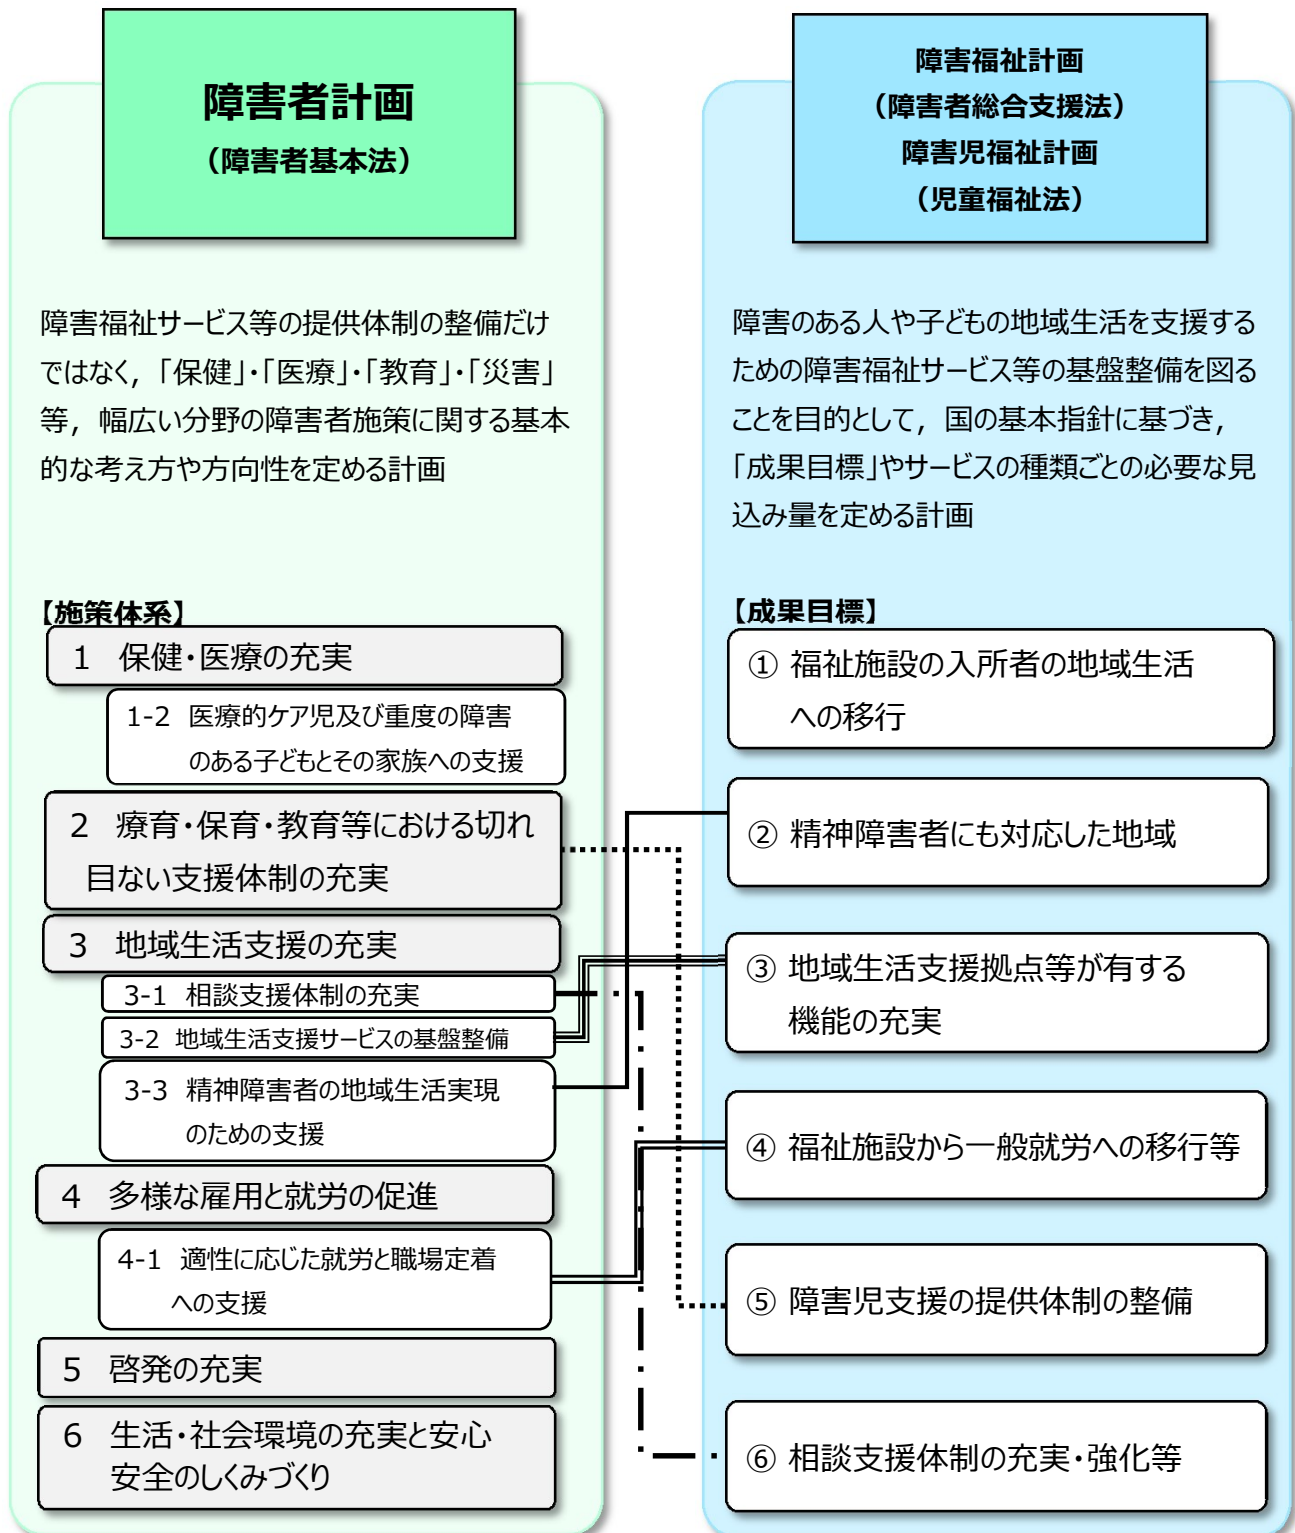 障害者計画
（障害者基本法）
障害福祉サービス等の提供体制の整備だけ
ではなく，「保健」・「医療」・「教育」・「災害」
等，幅広い分野の障害者施策に関する基本
的な考え方や方向性を定める計画
【施策体系】
1 保健・医療の充実
1-2 医療的ケア児及び重度の障害
のある子どもとその家族への支援
2 療育・保育・教育等における切れ
目ない支援体制の充実
3 地域生活支援の充実
3-1 相談支援体制の充実
3-2 地域生活支援サービスの基盤整備
3-3 精神障害者の地域生活実現
のための支援
4 多様な雇用と就労の促進
4-1 適性に応じた就労と職場定着
への支援
5 啓発の充実
6 生活・社会環境の充実と安心
安全のしくみづくり
障害福祉計画
（障害者総合支援法）
障害児福祉計画
（児童福祉法）
障害のある人や子どもの地域生活を支援する
ための障害福祉サービス等の基盤整備を図る
ことを目的として，国の基本指針に基づき，
「成果目標」やサービスの種類ごとの必要な見
込み量を定める計画
【成果目標】
① 福祉施設の入所者の地域生活
への移行
② 精神障害者にも対応した地域
③ 地域生活支援拠点等が有する
機能の充実
④ 福祉施設から一般就労への移行等
⑤ 障害児支援の提供体制の整備
⑥ 相談支援体制の充実・強化等